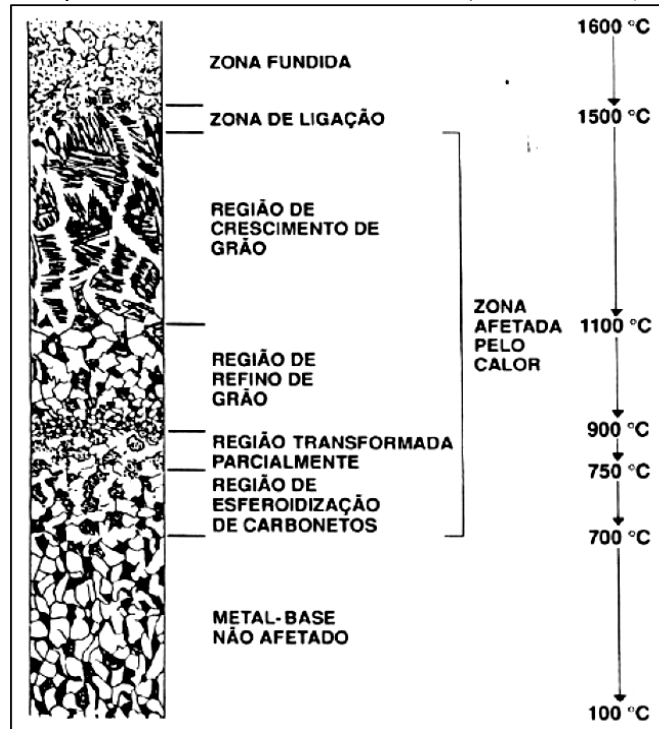 1600 °C
ZONA FUNDIDA
ZONA DE LIGAÇÃO
1500 °C
REGIÃO DE
CRESCIMENTO DE
GRÃO
ZONA
AFETADA
PELO
CALOR
1100 °C
REGIÃO DE
REFINO DE
GRÃO
900 °C
REGIÃO TRANSFORMADA
PARCIALMENTE
750 °C
REGIÃO DE
ESFEROIDIZAÇÃO
DE CARBONETOS
700 °C
METAL-BASE
NÃO AFETADO
100 °C